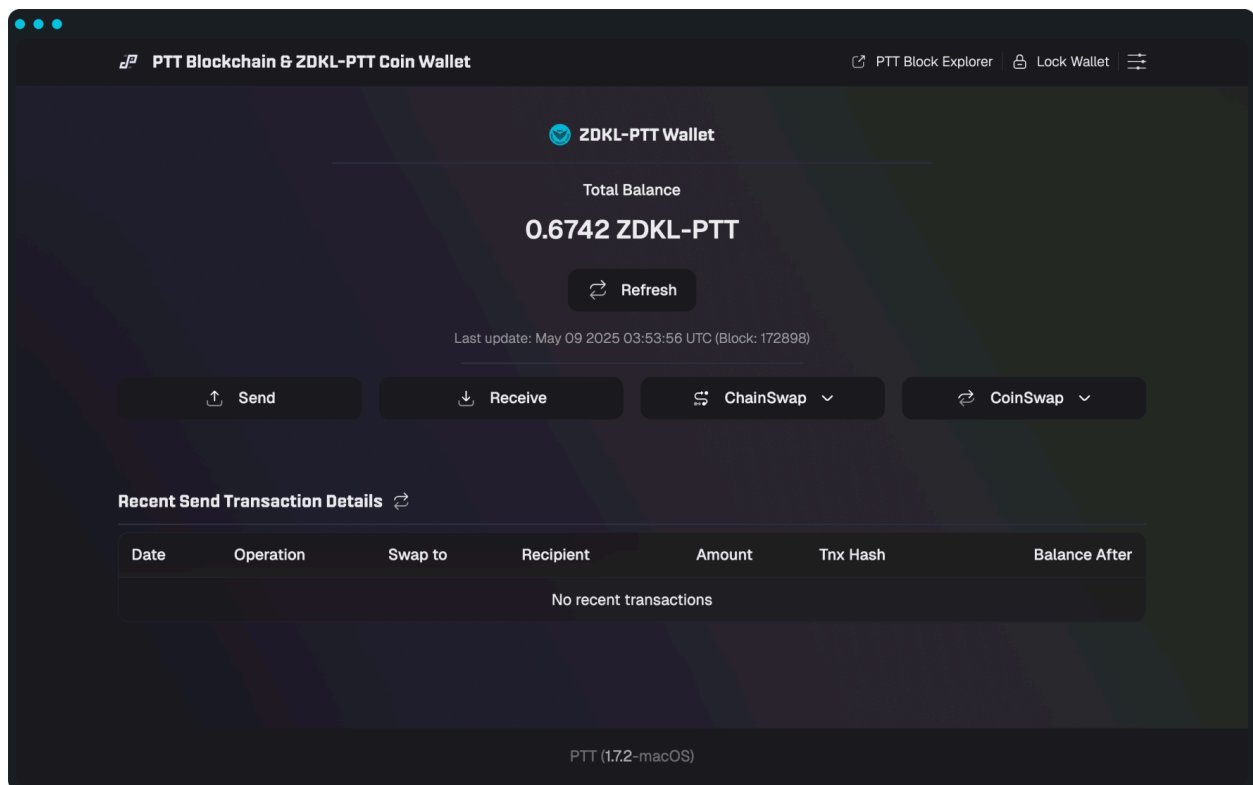 PTT Blockchain & ZDKL-PTT Coin Wallet PTT Block Explorer Lock Wallet
ZDKL-PTT Wallet
Total Balance
0.6742 ZDKL-PTT
Refresh
Last update: May 09 2025 03:53:56 UTC (Block: 172898)
Send Receive ChainSwap CoinSwap
Recent Send Transaction Details
Date Operation Swap to Recipient Amount Tnx Hash Balance After
No recent transactions
PTT (1.7.2-macOS)